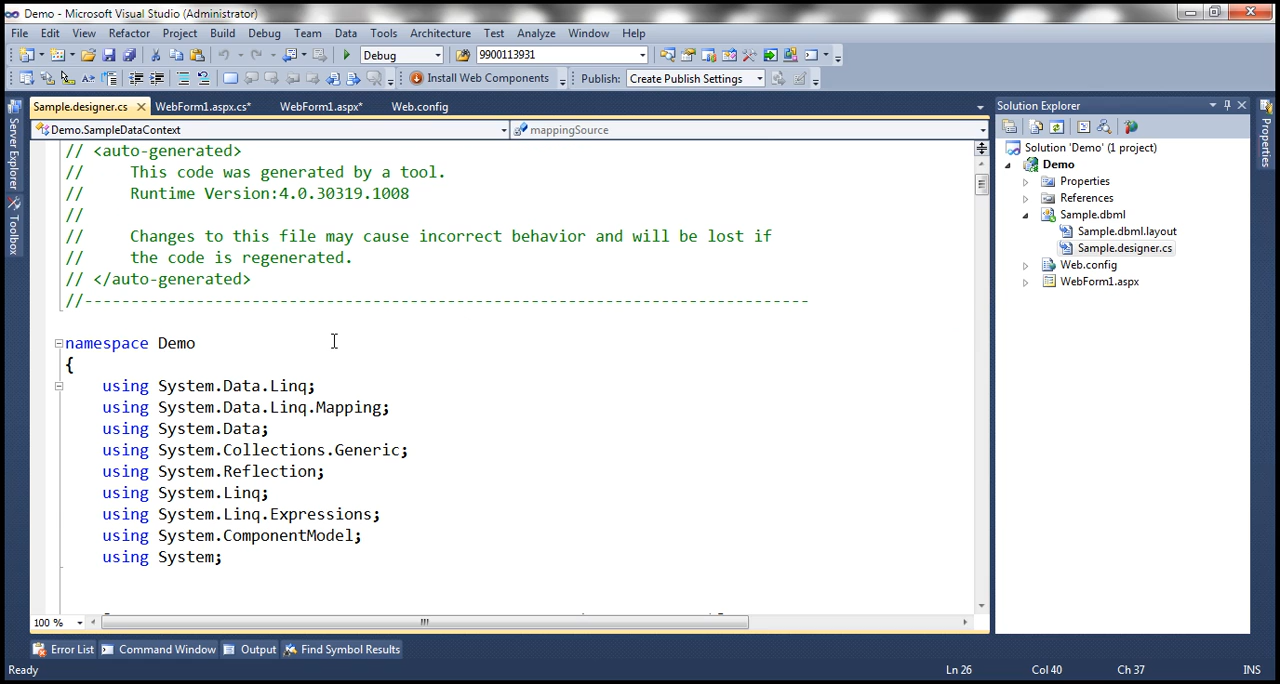 Demo - Microsoft Visual Studio (Administrator)
File Edit View Refactor Project Build Debug Team Data Tools Architecture Test Analyze Window Help
Debug 9900113931
Install Web Components Publish: Create Publish Settings
Sample.designer.cs WebForm1.aspx.cs* WebForm1.aspx* Web.config
Demo.SampleDataContext mappingSource
// <auto-generated>
//     This code was generated by a tool.
//     Runtime Version:4.0.30319.1008
//
//     Changes to this file may cause incorrect behavior and will be lost if
//     the code is regenerated.
// </auto-generated>
//------------------------------------------------------------------------------
namespace Demo
{
    using System.Data.Linq;
    using System.Data.Linq.Mapping;
    using System.Data;
    using System.Collections.Generic;
    using System.Reflection;
    using System.Linq;
    using System.Linq.Expressions;
    using System.ComponentModel;
    using System;
100 %
Server Explorer
Toolbox
Solution Explorer
Solution 'Demo' (1 project)
Demo
Properties
References
Sample.dbml
Sample.dbml.layout
Sample.designer.cs
Web.config
WebForm1.aspx
Properties
Error List Command Window Output Find Symbol Results
Ready Ln 26 Col 40 Ch 37 INS